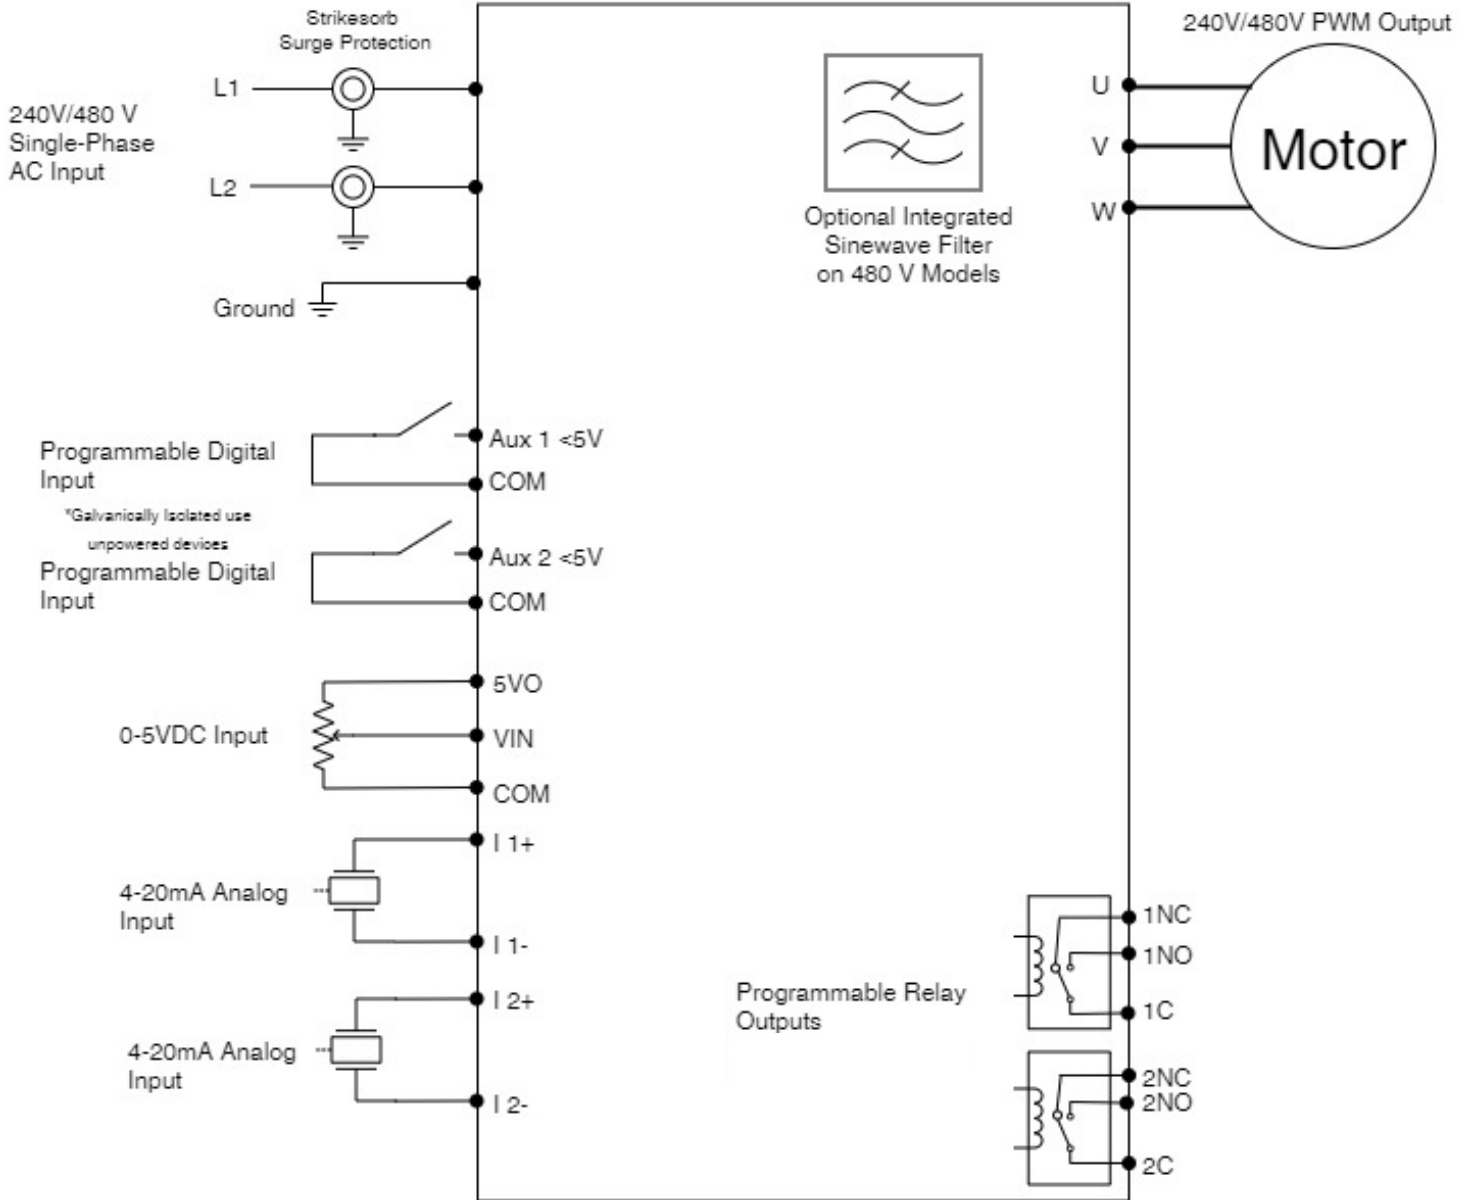 Strikesorb
Surge Protection
240V/480V PWM Output
L1
240V/480 V
Single-Phase
AC Input
L2
Ground
U
V
W
Motor
Optional Integrated
Sinewave Filter
on 480 V Models
Programmable Digital
Input
Aux 1 <5V
COM
*Galvanically Isolated use
unpowered devices
Programmable Digital
Input
Aux 2 <5V
COM
0-5VDC Input
5VO
VIN
COM
4-20mA Analog
Input
I 1+
I 1-
4-20mA Analog
Input
I 2+
I 2-
Programmable Relay
Outputs
1NC
1NO
1C
2NC
2NO
2C